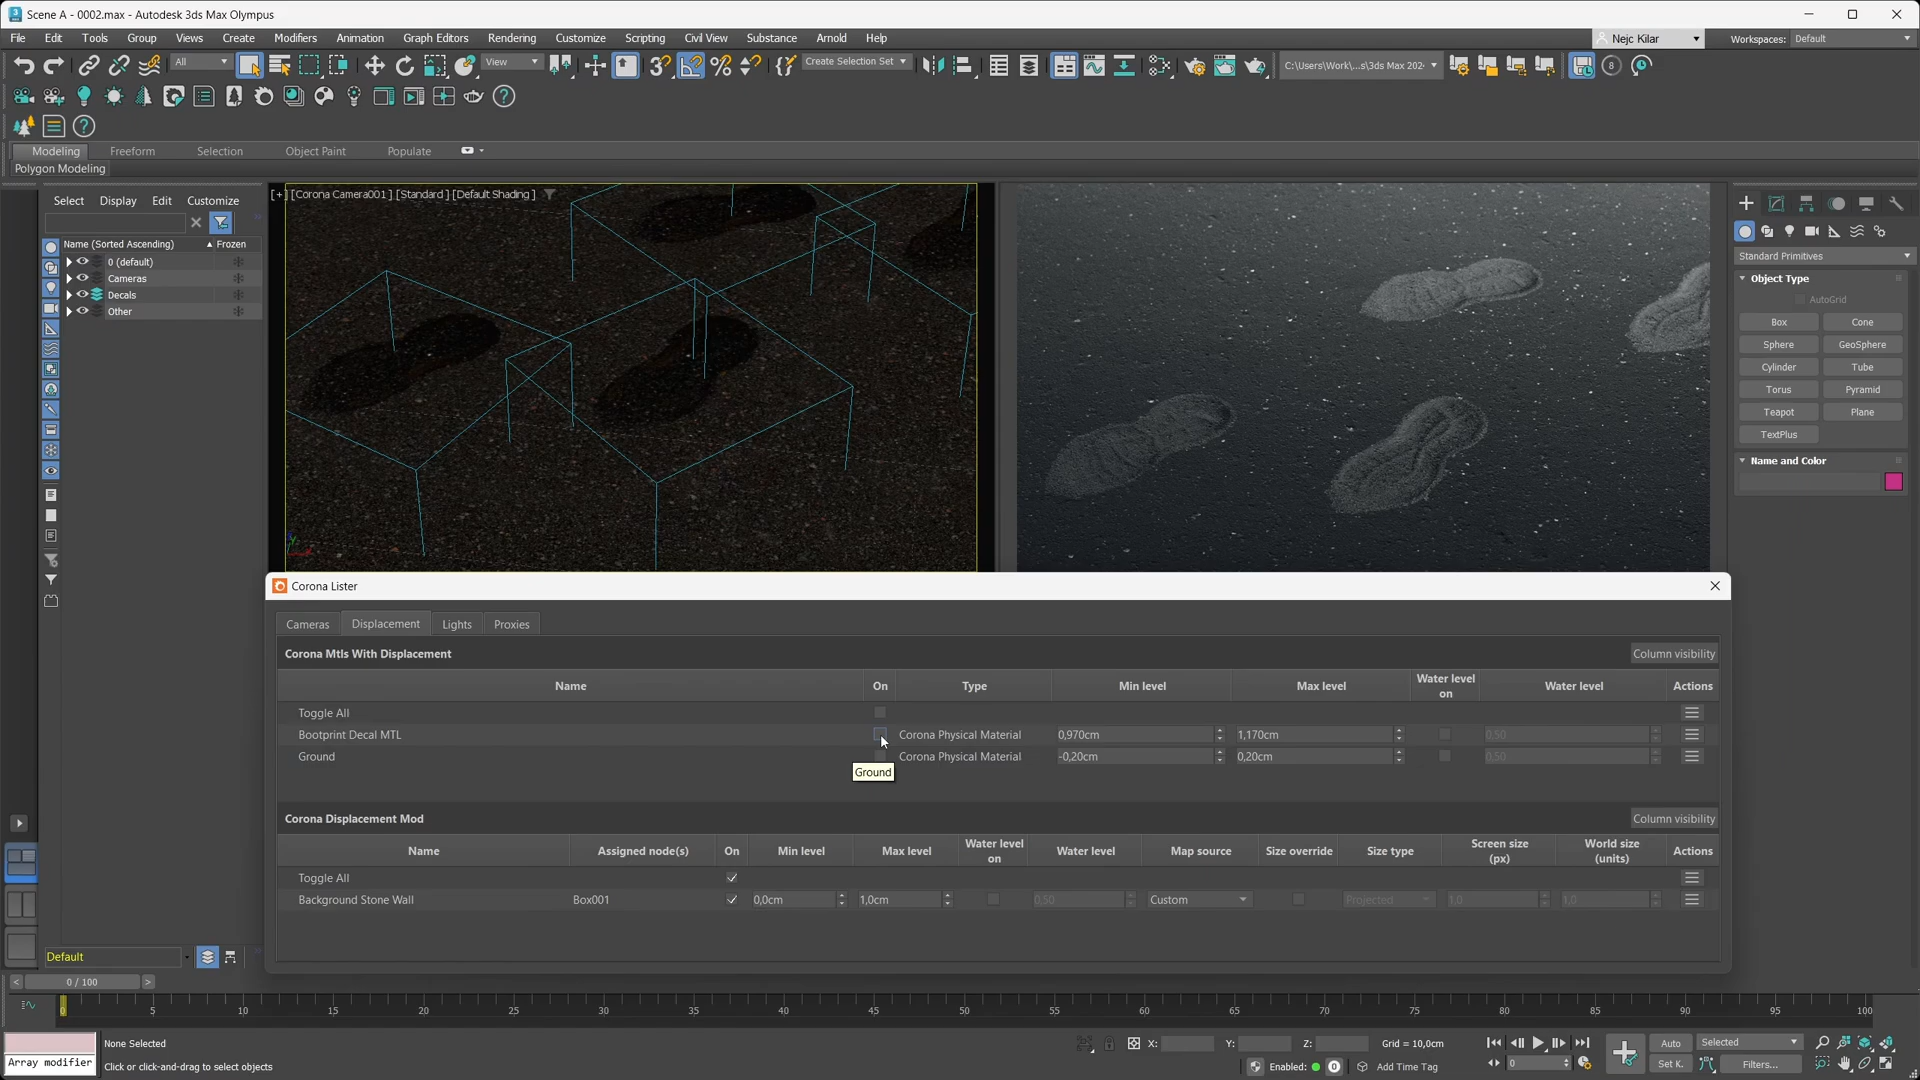 Scene A - 0002.max - Autodesk 3ds Max Olympus
File Edit Tools Group Views Create Modifiers Animation Graph Editors Rendering Customize Scripting Civil View Substance Arnold Help
Nejc Kilar Workspaces: Default
All View Create Selection Set C:\Users\Work\...s\3ds Max 202
Modeling Freeform Selection Object Paint Populate
Polygon Modeling
Select Display Edit Customize
[+] [Corona Camera001] [Standard] [Default Shading]
Name (Sorted Ascending) Frozen
0 (default)
Cameras
Decals
Other
Standard Primitives
Object Type
AutoGrid
Box Cone
Sphere GeoSphere
Cylinder Tube
Torus Pyramid
Teapot Plane
TextPlus
Name and Color
Corona Lister
Cameras Displacement Lights Proxies
Corona Mtls With Displacement Column visibility
Name On Type Min level Max level Water level on Water level Actions
Toggle All
Bootprint Decal MTL Corona Physical Material 0,970cm 1,170cm 0,50
Ground Corona Physical Material -0,20cm 0,20cm 0,50
Ground
Corona Displacement Mod Column visibility
Name Assigned node(s) On Min level Max level Water level on Water level Map source Size override Size type Screen size (px) World size (units) Actions
Toggle All
Background Stone Wall Box001 0,0cm 1,0cm 0,50 Custom Projected 1,0 1,0
Default
< 0 / 100 >
0 5 10 15 20 25 30 35 40 45 50 55 60 65 70 75 80 85 90 95 100
None Selected X: Y: Z: Grid = 10,0cm Auto Selected
Array modifier Click or click-and-drag to select objects Enabled: 0 Add Time Tag 0 Set K. Filters...